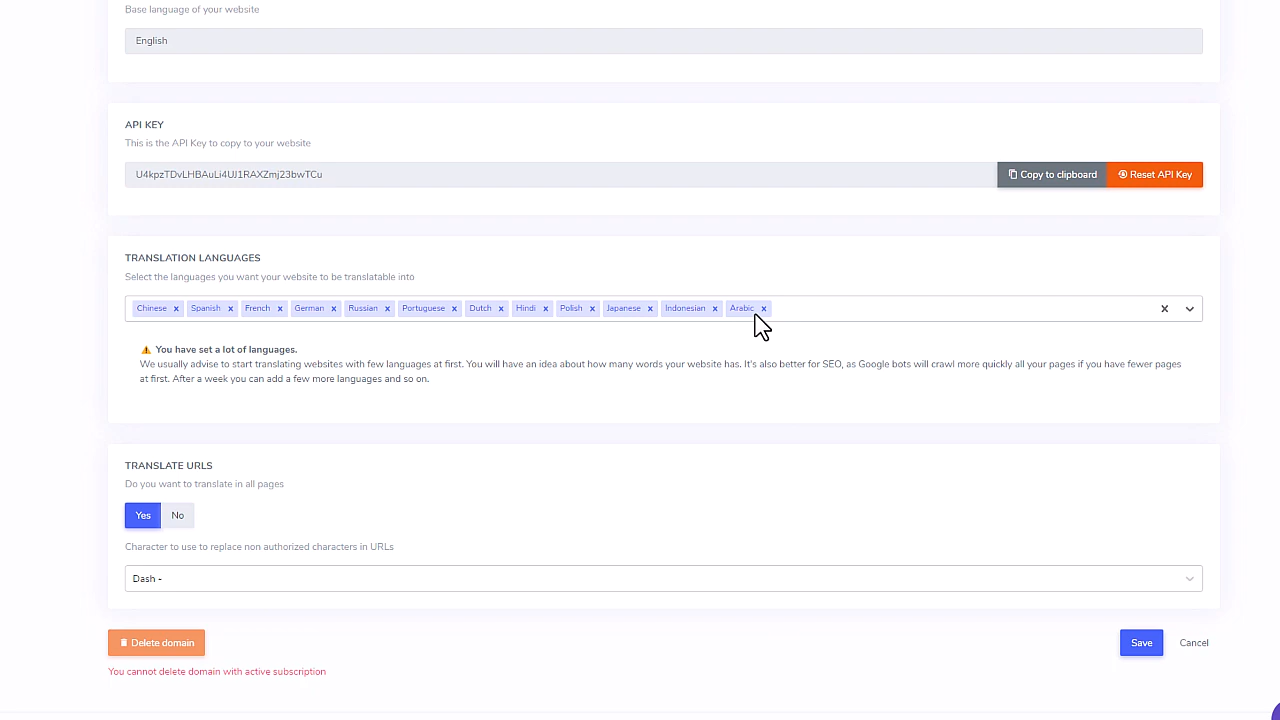 Base language of your website
English
API KEY
This is the API Key to copy to your website
U4kpzTDvLHBAuLi4UJ1RAXZmj23bwTCu
Copy to clipboard
Reset API Key
TRANSLATION LANGUAGES
Select the languages you want your website to be translatable into
Chinese x Spanish x French x German x Russian x Portuguese x Dutch x Hindi x Polish x Japanese x Indonesian x Arabic x
You have set a lot of languages.
We usually advise to start translating websites with few languages at first. You will have an idea about how many words your website has. It's also better for SEO, as Google bots will crawl more quickly all your pages if you have fewer pages
at first. After a week you can add a few more languages and so on.
TRANSLATE URLS
Do you want to translate in all pages
Yes No
Character to use to replace non authorized characters in URLs
Dash -
Delete domain
Save
Cancel
You cannot delete domain with active subscription